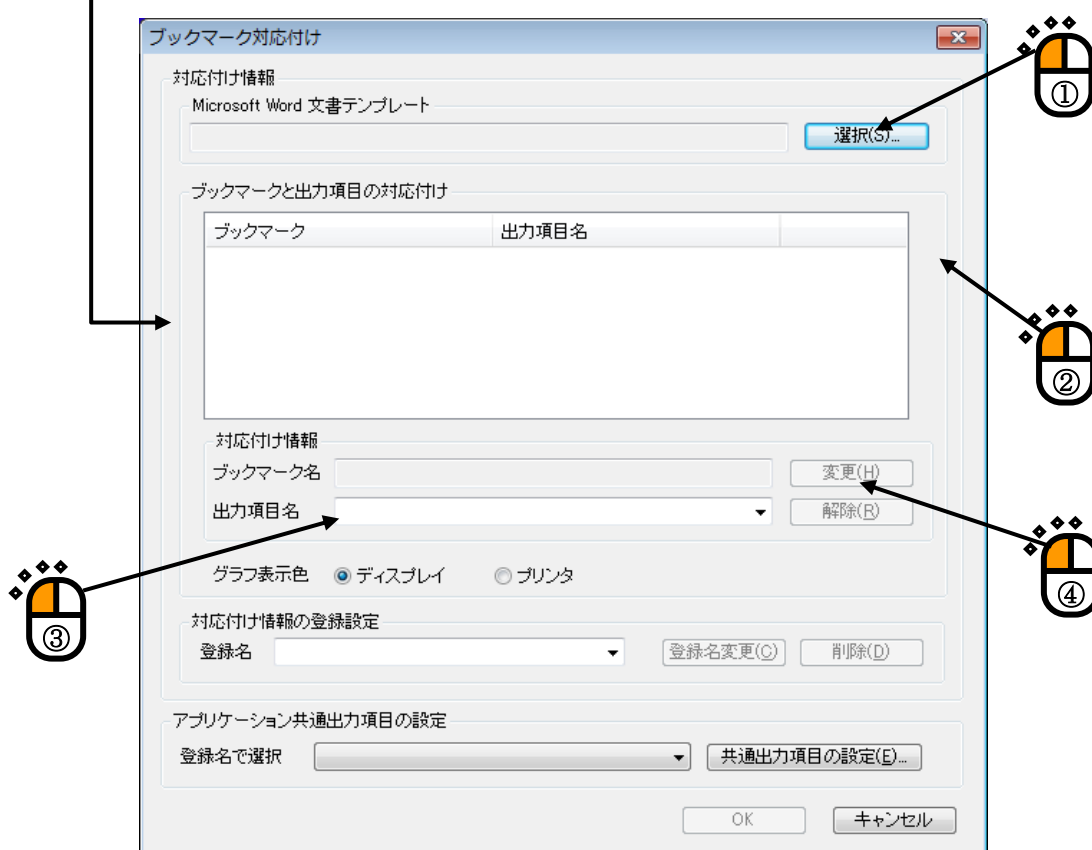 ブックマーク対応付け
①
対応付け情報
Microsoft Word 文書テンプレート
選択(S)...
ブックマークと出力項目の対応付け
ブックマーク 出力項目名
②
対応付け情報
ブックマーク名 変更(H)
出力項目名 解除(R)
④
グラフ表示色 ディスプレイ プリンタ
③
対応付け情報の登録設定
登録名 登録名変更(C) 削除(D)
アプリケーション共通出力項目の設定
登録名で選択 共通出力項目の設定(E)...
OK キャンセル